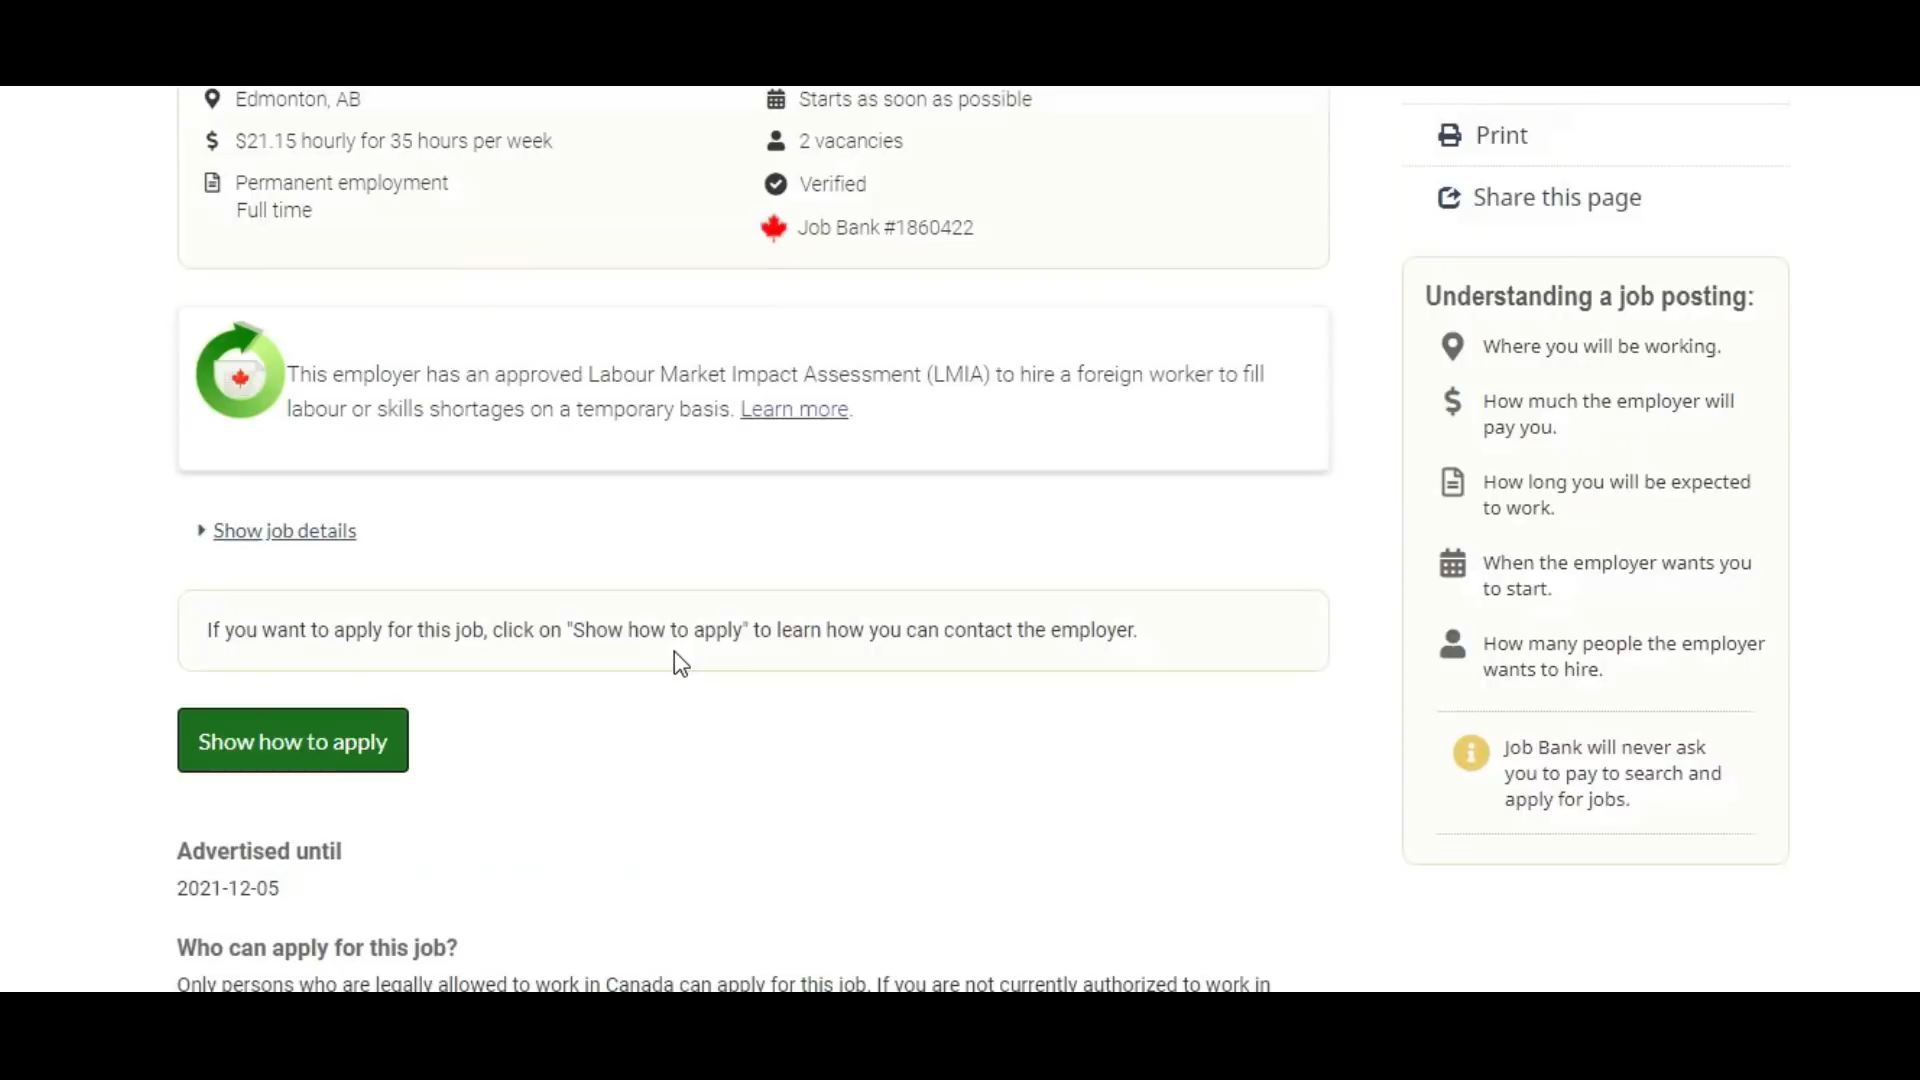 Edmonton, AB
$21.15 hourly for 35 hours per week
Permanent employment
Full time
Starts as soon as possible
2 vacancies
Verified
Job Bank #1860422
This employer has an approved Labour Market Impact Assessment (LMIA) to hire a foreign worker to fill
labour or skills shortages on a temporary basis. Learn more.
Show job details
If you want to apply for this job, click on "Show how to apply" to learn how you can contact the employer.
Show how to apply
Advertised until
2021-12-05
Who can apply for this job?
Only persons who are legally allowed to work in Canada can apply for this job. If you are not currently authorized to work in
Print
Share this page
Understanding a job posting:
Where you will be working.
How much the employer will
pay you.
How long you will be expected
to work.
When the employer wants you
to start.
How many people the employer
wants to hire.
Job Bank will never ask
you to pay to search and
apply for jobs.